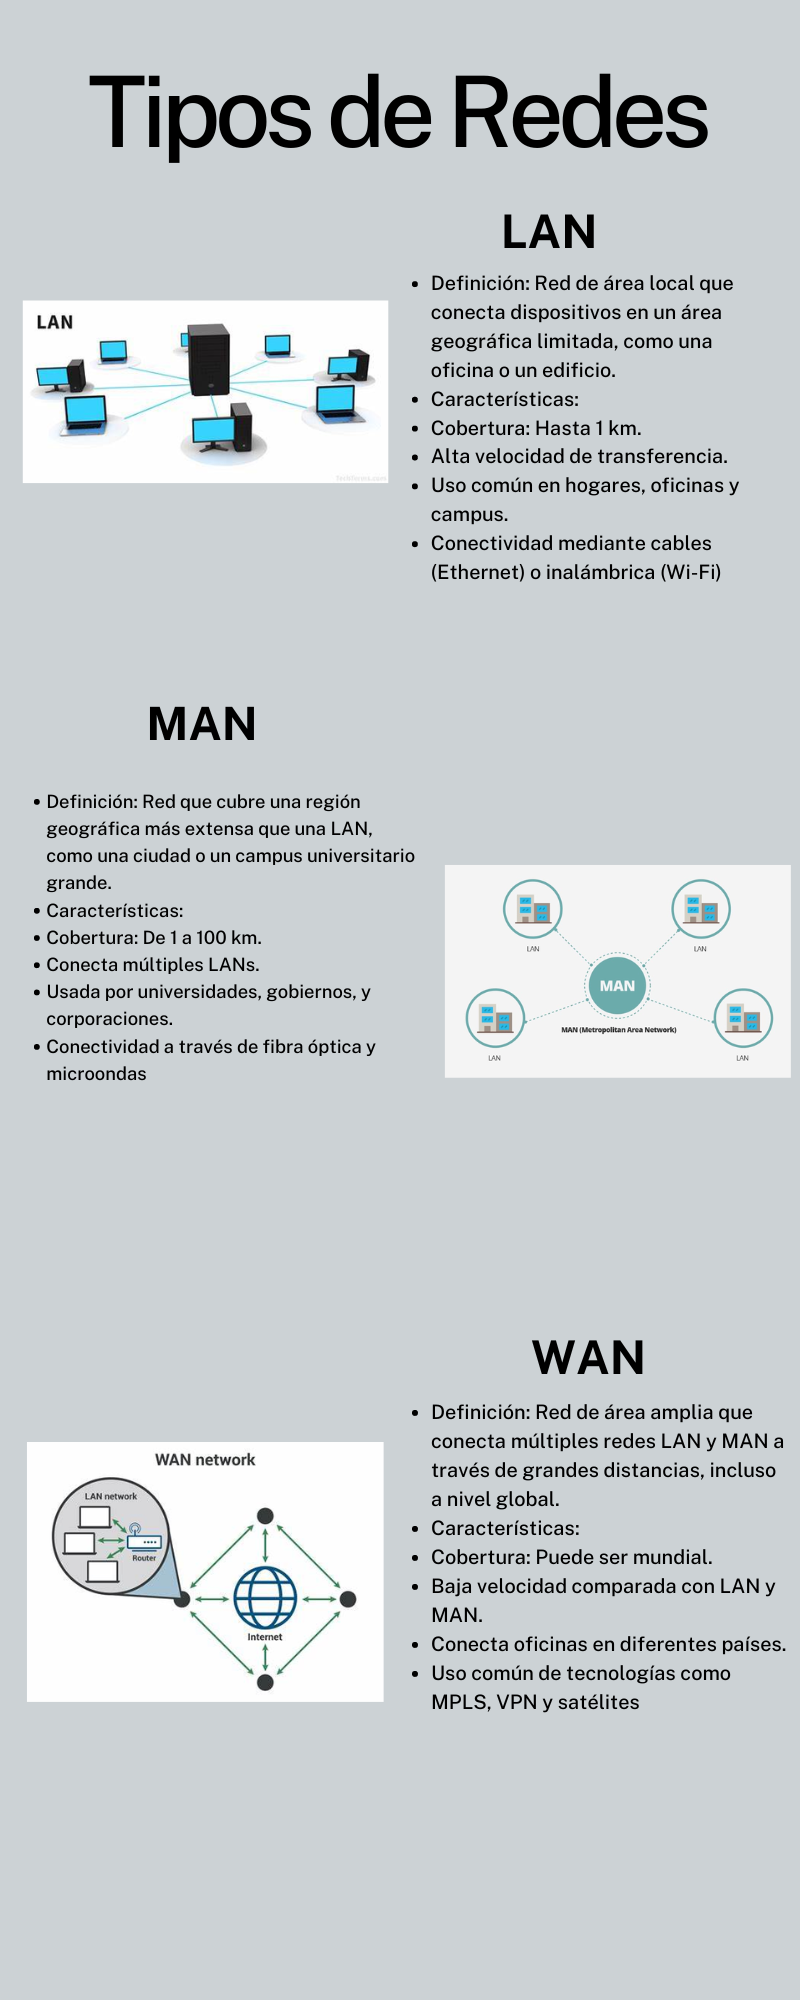 Tipos de Redes
LAN
LAN
TechTerms.com
• Definición: Red de área local que
conecta dispositivos en un área
geográfica limitada, como una
oficina o un edificio.
• Características:
• Cobertura: Hasta 1 km.
• Alta velocidad de transferencia.
• Uso común en hogares, oficinas y
campus.
• Conectividad mediante cables
(Ethernet) o inalámbrica (Wi-Fi)
MAN
• Definición: Red que cubre una región
geográfica más extensa que una LAN,
como una ciudad o un campus universitario
grande.
• Características:
• Cobertura: De 1 a 100 km.
• Conecta múltiples LANs.
• Usada por universidades, gobiernos, y
corporaciones.
• Conectividad a través de fibra óptica y
microondas
LAN
LAN
MAN
MAN (Metropolitan Area Network)
LAN
LAN
WAN
WAN network
LAN network
Router
Internet
• Definición: Red de área amplia que
conecta múltiples redes LAN y MAN a
través de grandes distancias, incluso
a nivel global.
• Características:
• Cobertura: Puede ser mundial.
• Baja velocidad comparada con LAN y
MAN.
• Conecta oficinas en diferentes países.
• Uso común de tecnologías como
MPLS, VPN y satélites